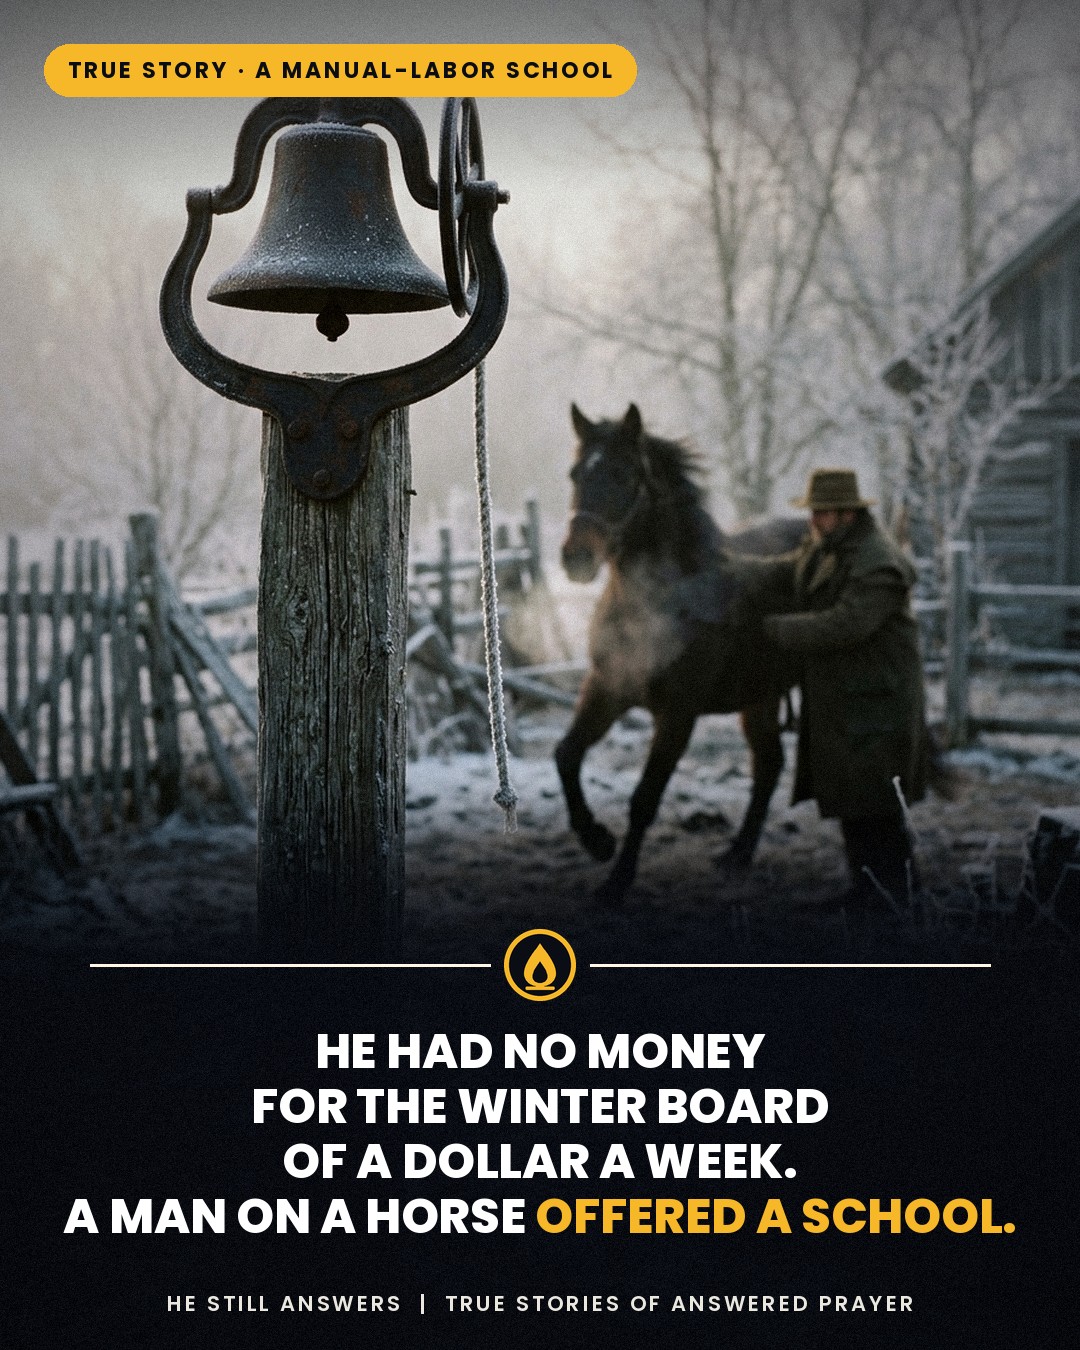 TRUE STORY · A MANUAL-LABOR SCHOOL
HE HAD NO MONEY
FOR THE WINTER BOARD
OF A DOLLAR A WEEK.
A MAN ON A HORSE OFFERED A SCHOOL.
HE STILL ANSWERS | TRUE STORIES OF ANSWERED PRAYER